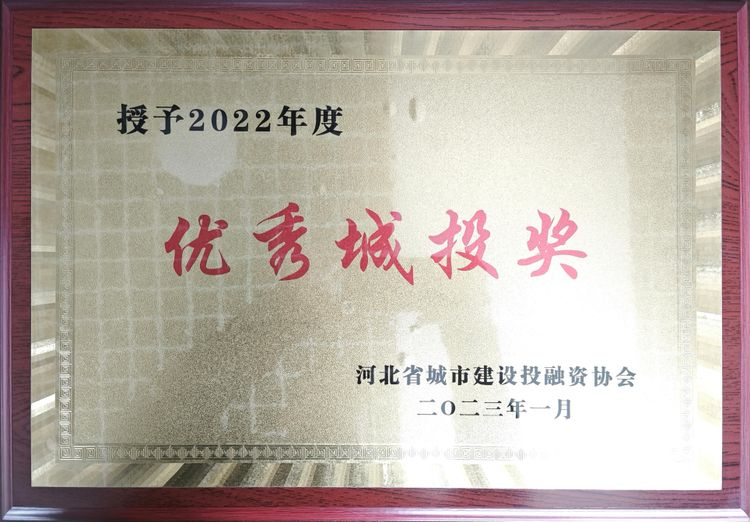 授予2022年度
优秀城投奖
河北省城市建设投融资协会
二〇二三年一月